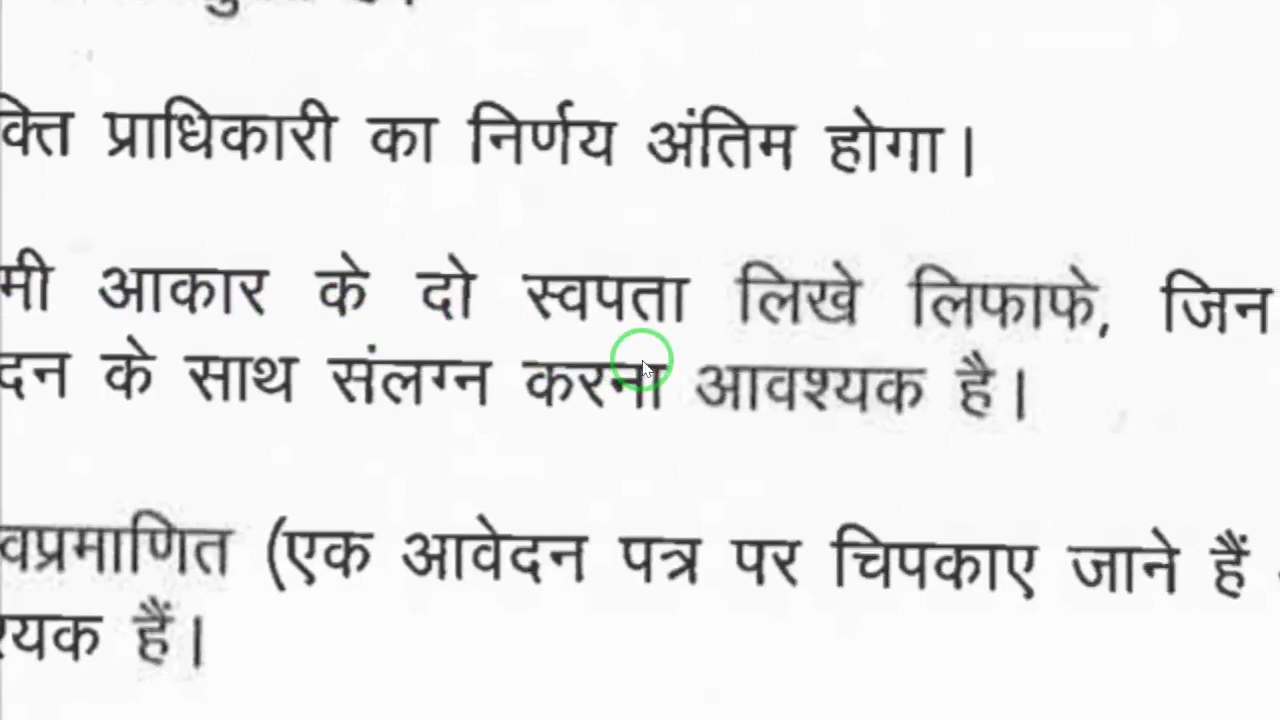 क्ति प्राधिकारी का निर्णय अंतिम होगा।
मी आकार के दो स्वपता लिखे लिफाफे, जिन
दन के साथ संलग्न करना आवश्यक है।
वप्रमाणित (एक आवेदन पत्र पर चिपकाए जाने हैं
श्यक हैं।